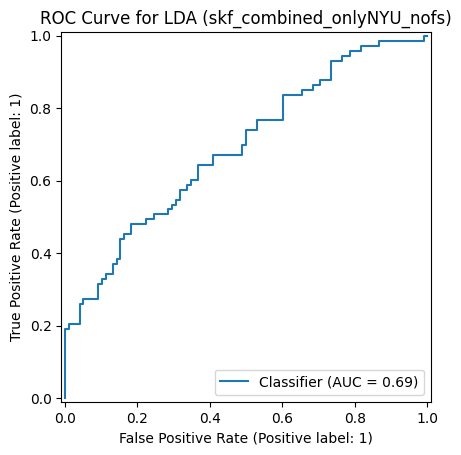 ROC Curve for LDA (skf_combined_onlyNYU_nofs)
1.0
0.8
0.6
0.4
0.2
0.0
True Positive Rate (Positive label: 1)
Classifier (AUC = 0.69)
0.0 0.2 0.4 0.6 0.8 1.0
False Positive Rate (Positive label: 1)